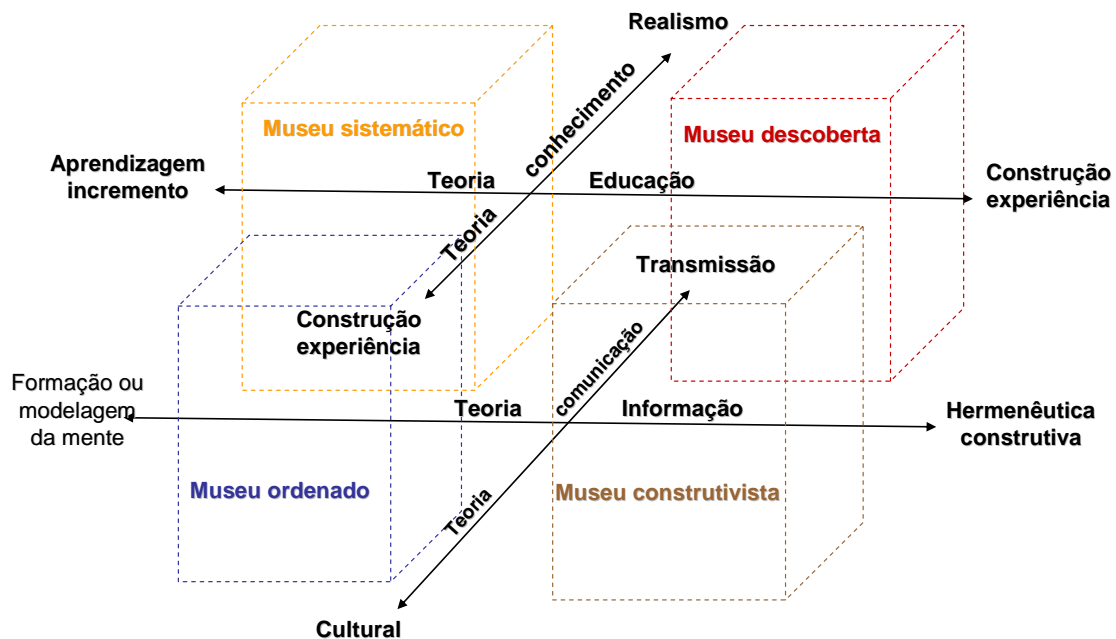 Realismo
conhecimento
Museu sistemático
Museu descoberta
Aprendizagem
incremento
Teoria
Educação
Construção
experiência
Teoria
Transmissão
Construção
experiência
comunicação
Formação ou
modelagem
da mente
Teoria
Informação
Hermenêutica
construtiva
Museu ordenado
Museu construtivista
Teoria
Cultural